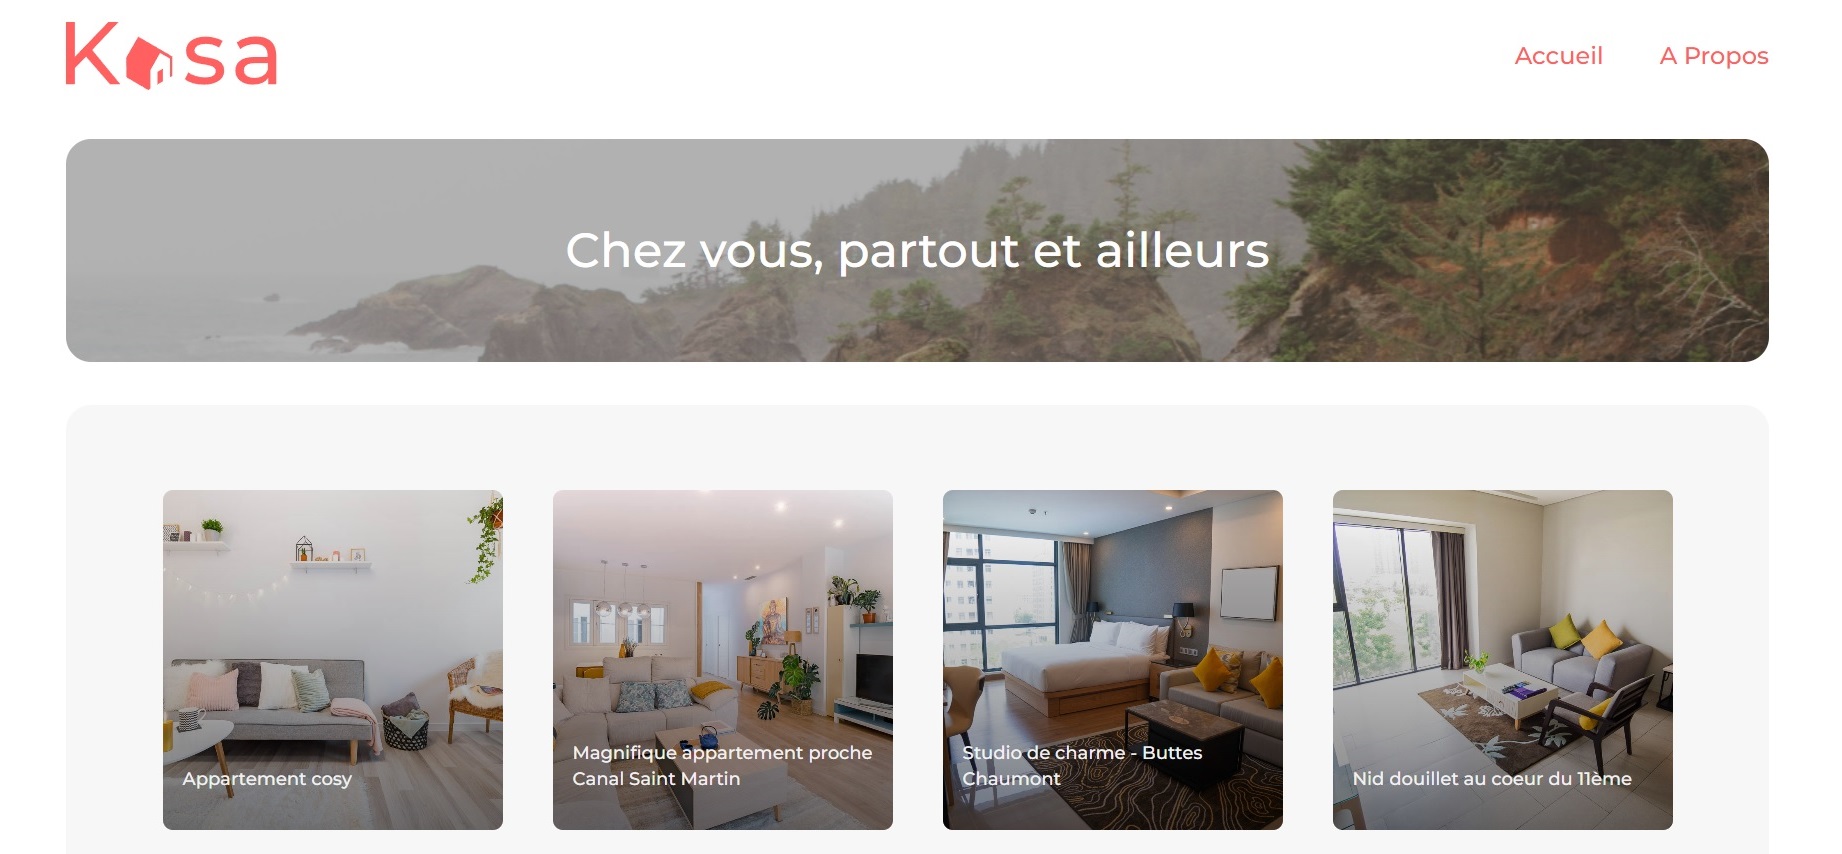 Kasa
Accueil
A Propos
Chez vous, partout et ailleurs
Appartement cosy
Magnifique appartement proche
Canal Saint Martin
Studio de charme - Buttes
Chaumont
Nid douillet au coeur du 11ème